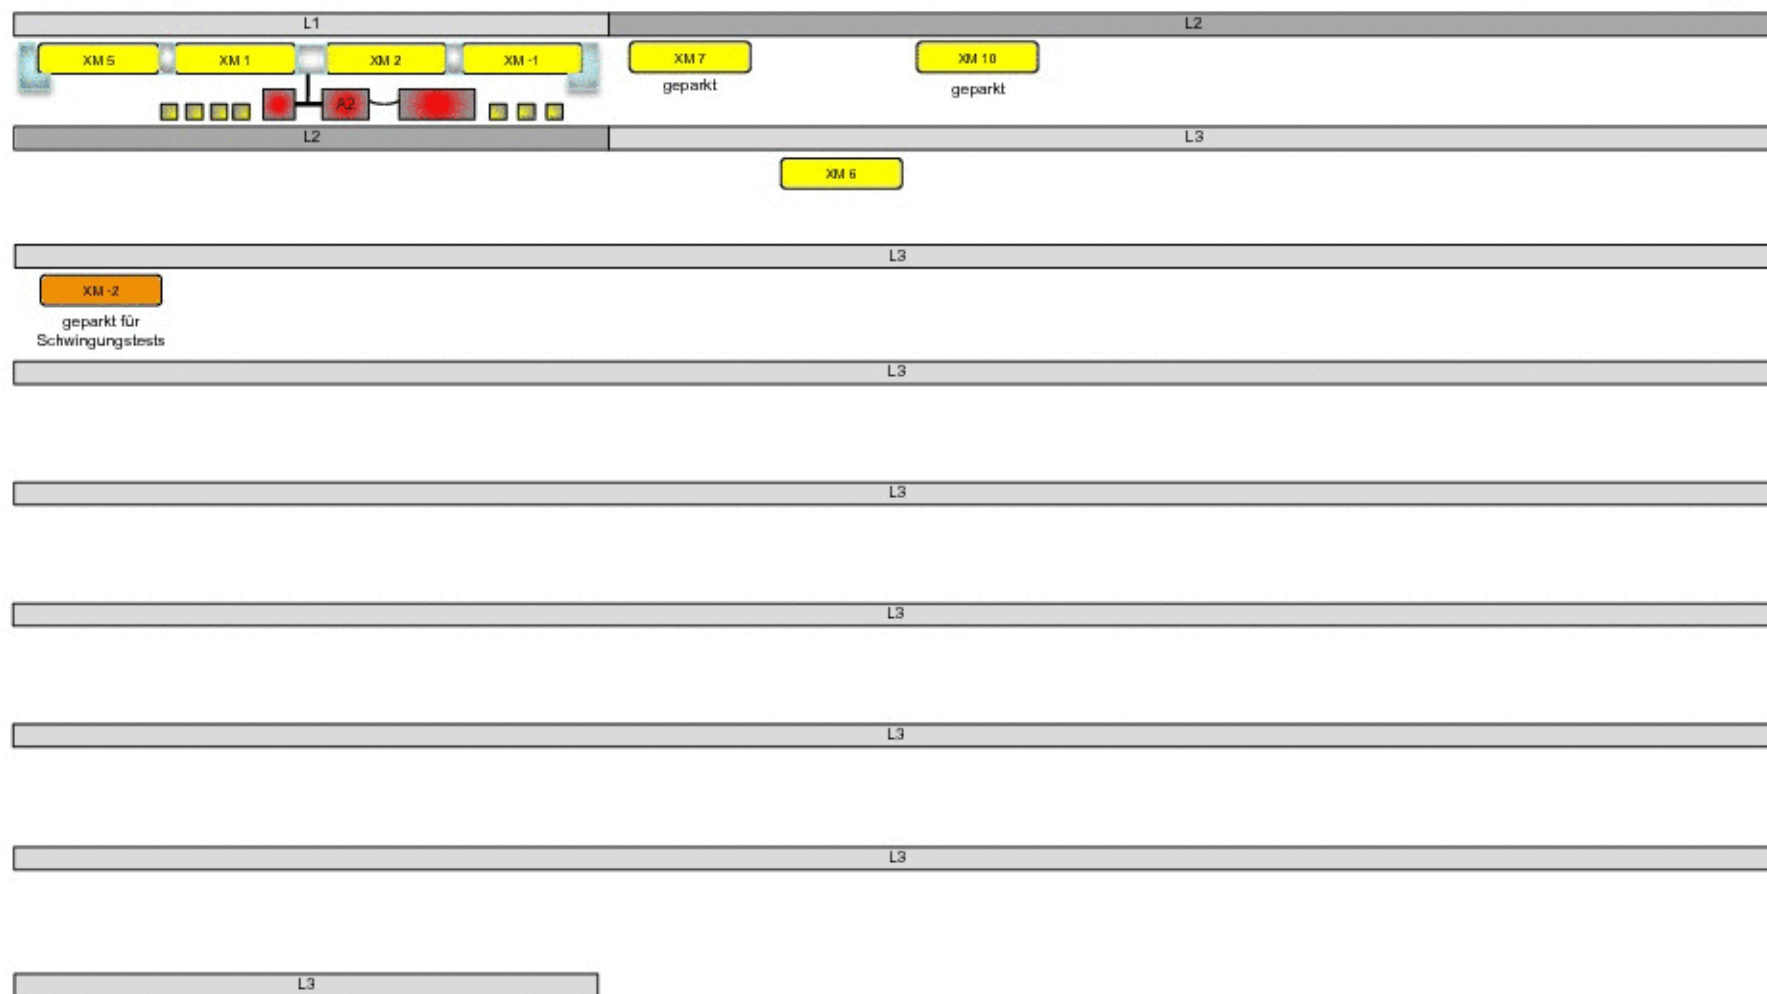 L1 L2
XM 5 XM 1 XM 2 XM -1 XM 7 XM 10
geparkt geparkt
A2
L2 L3
XM 6
L3
XM -2
geparkt für
Schwingungstests
L3
L3
L3
L3
L3
L3